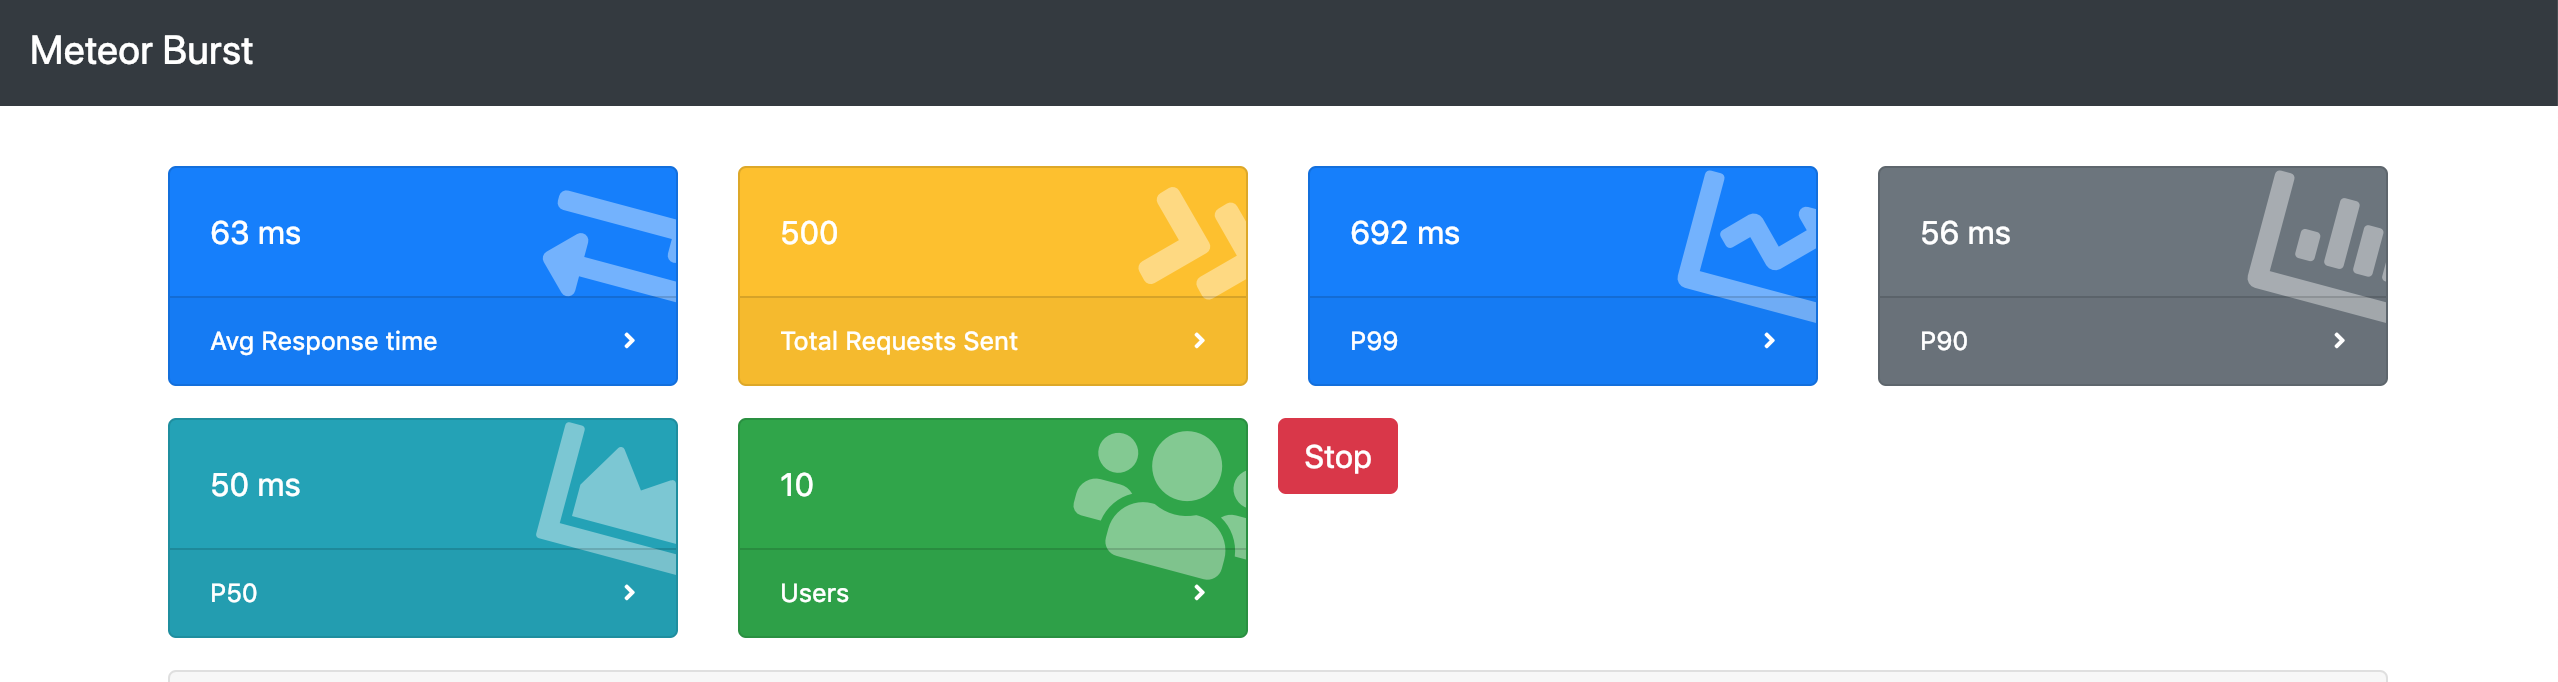 Meteor Burst
63 ms
Avg Response time
500
Total Requests Sent
692 ms
P99
56 ms
P90
50 ms
P50
10
Users
Stop